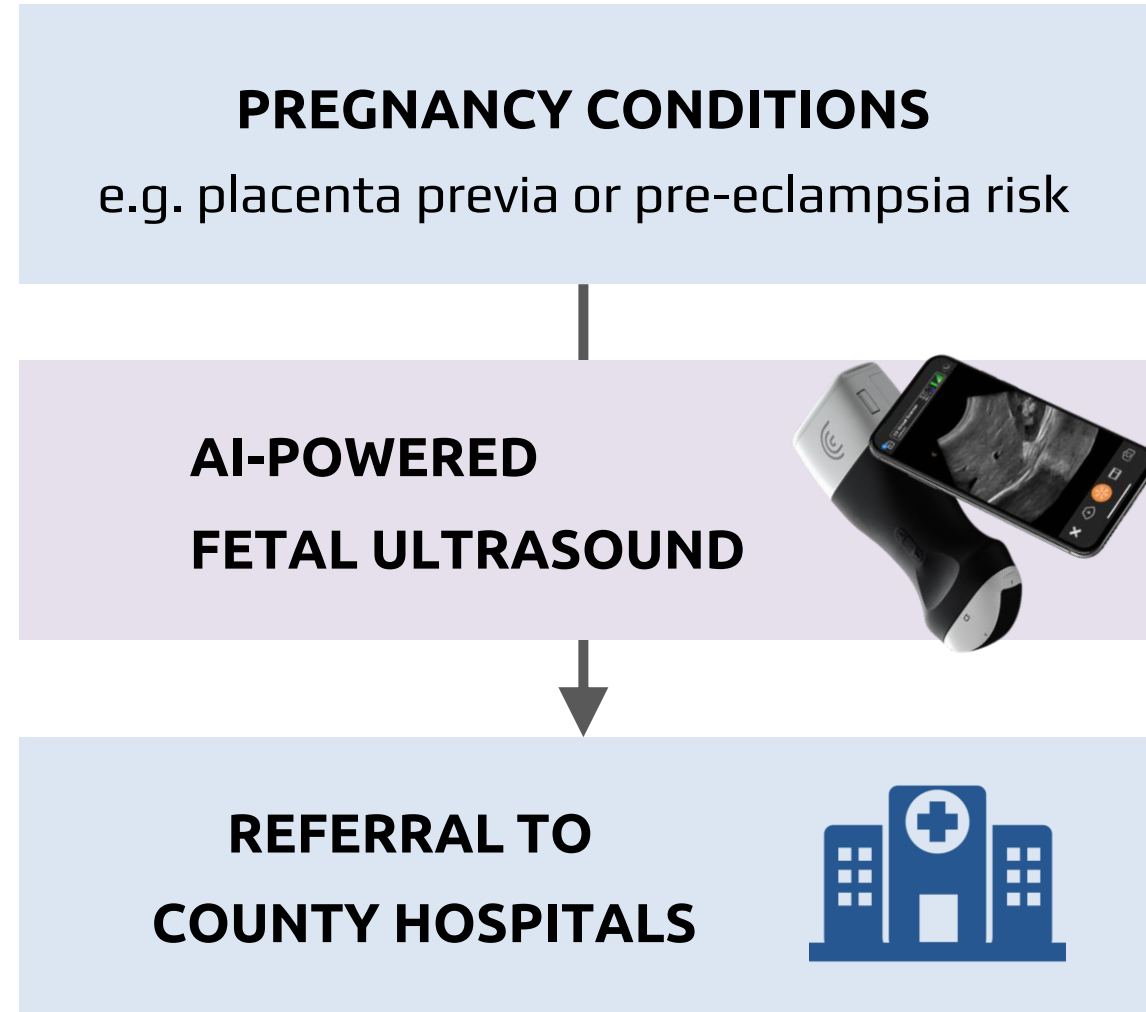 PREGNANCY CONDITIONS
e.g. placenta previa or pre-eclampsia risk
AI-POWERED
FETAL ULTRASOUND
REFERRAL TO
COUNTY HOSPITALS